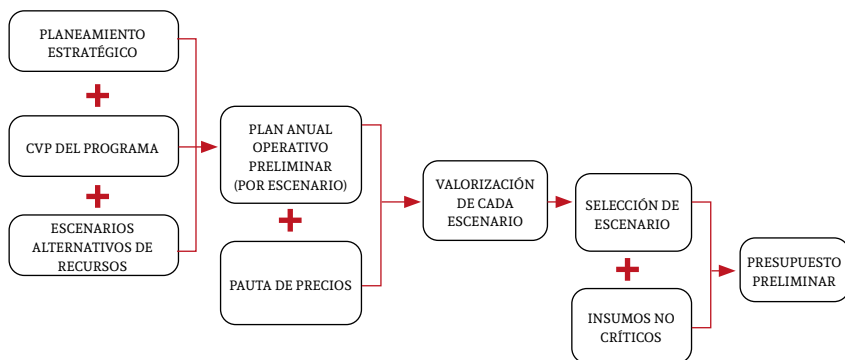 PLANEAMIENTO
ESTRATÉGICO
+
CVP DEL PROGRAMA
+
ESCENARIOS
ALTERNATIVOS DE
RECURSOS
PLAN ANUAL
OPERATIVO
PRELIMINAR
(POR ESCENARIO)
+
PAUTA DE PRECIOS
VALORIZACIÓN
DE CADA
ESCENARIO
SELECCIÓN DE
ESCENARIO
+
INSUMOS NO
CRÍTICOS
PRESUPUESTO
PRELIMINAR